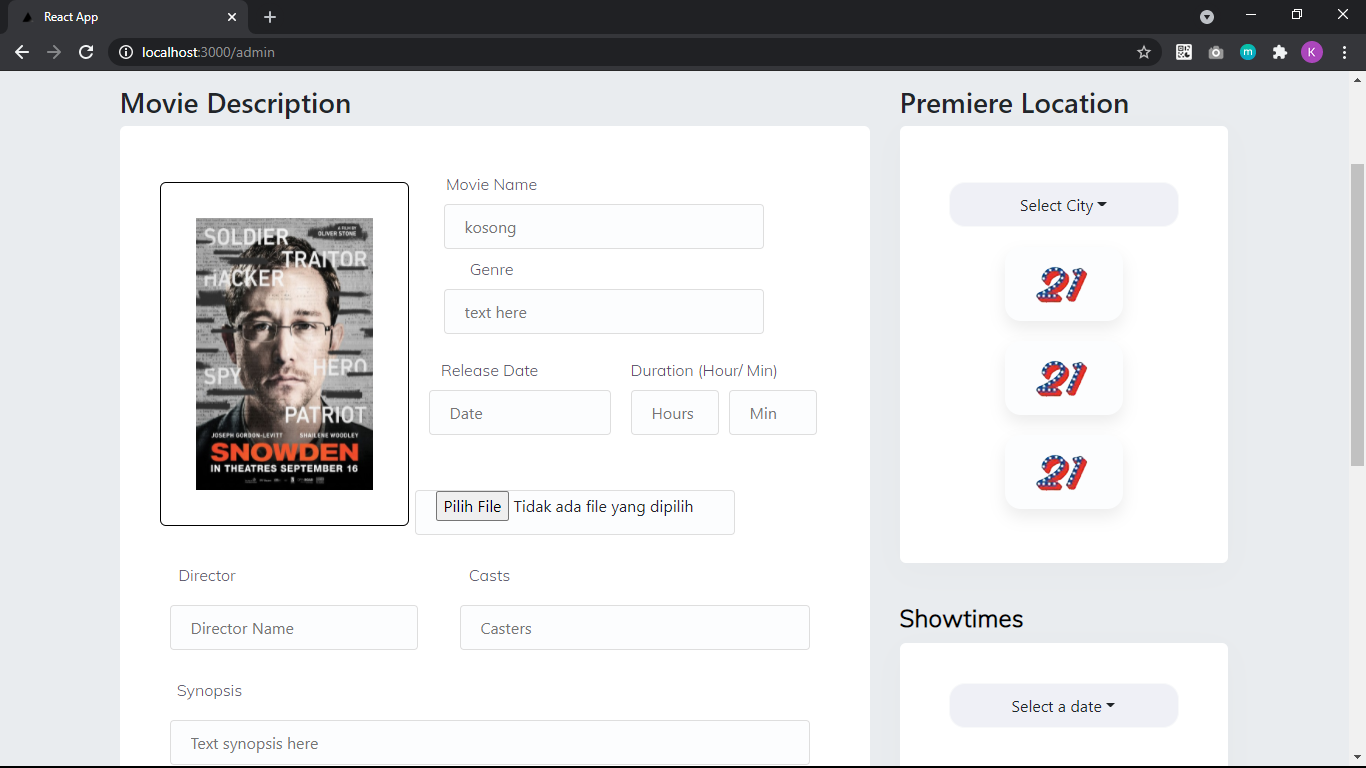 React App
localhost:3000/admin
K
m
Movie Description
Premiere Location
SOLDIER
A FILM BY
OLIVER STONE
TRAITOR
HACKER
SPY
HERO
PATRIOT
JOSEPH GORDON-LEVITT SHAILENE WOODLEY
SNOWDEN
IN THEATRES SEPTEMBER 16
Movie Name
kosong
Genre
text here
Release Date
Duration (Hour/ Min)
Date
Hours
Min
Pilih File Tidak ada file yang dipilih
Director
Casts
Director Name
Casters
Synopsis
Text synopsis here
Select City
21
21
21
Showtimes
Select a date